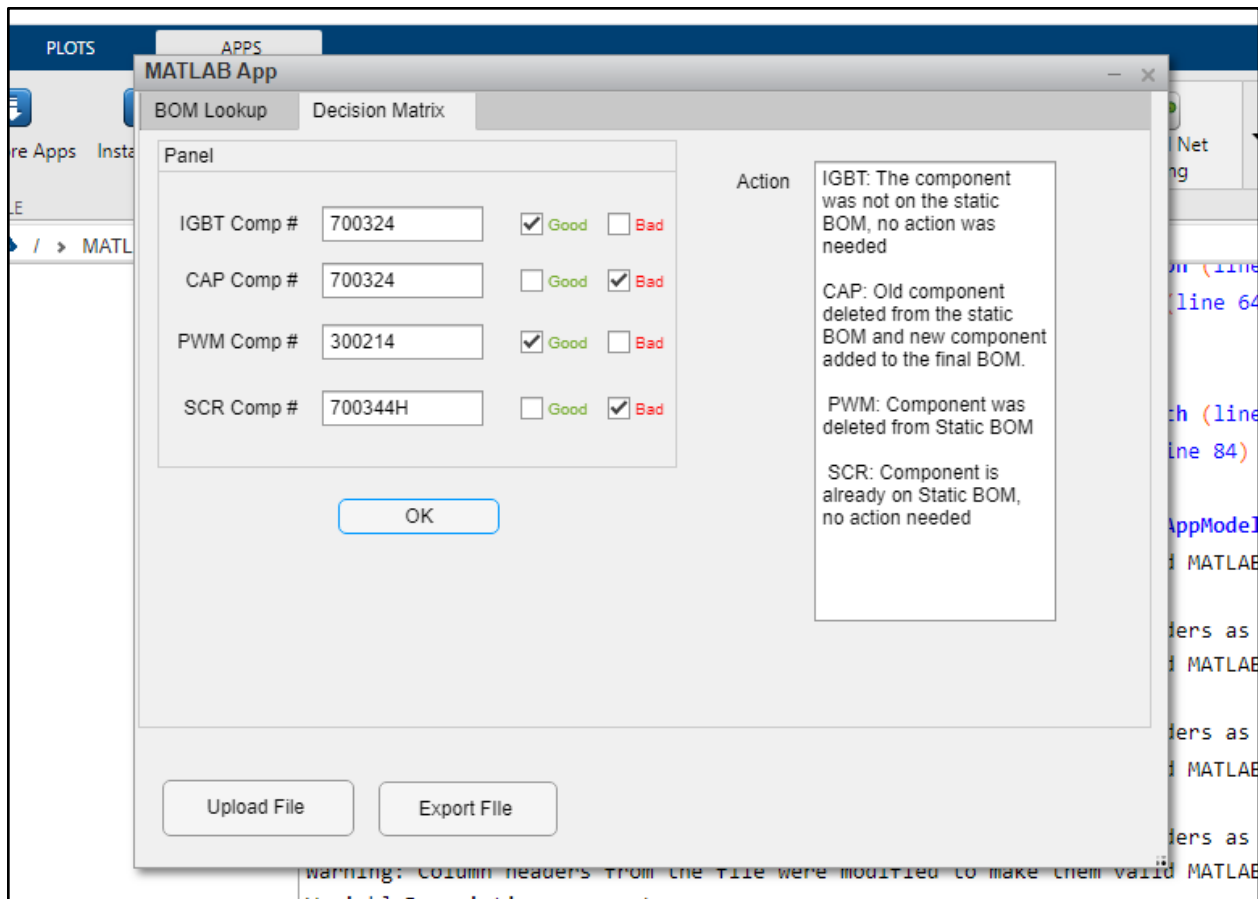 PLOTS APPS
MATLAB App
BOM Lookup Decision Matrix
re Apps Insta
Net
ng
LE
/ > MATL
Panel
IGBT Comp # 700324 Good Bad
CAP Comp # 700324 Good Bad
PWM Comp # 300214 Good Bad
SCR Comp # 700344H Good Bad
OK
Action
IGBT: The component
was not on the static
BOM, no action was
needed
CAP: Old component
deleted from the static
BOM and new component
added to the final BOM.
PWM: Component was
deleted from Static BOM
SCR: Component is
already on Static BOM,
no action needed
(line 64
th (line
ine 84)
AppModel
d MATLAB
ders as
d MATLAB
ders as
d MATLAB
ders as
Upload File Export FIle
Warning: Column headers from the file were modified to make them valid MATLAB